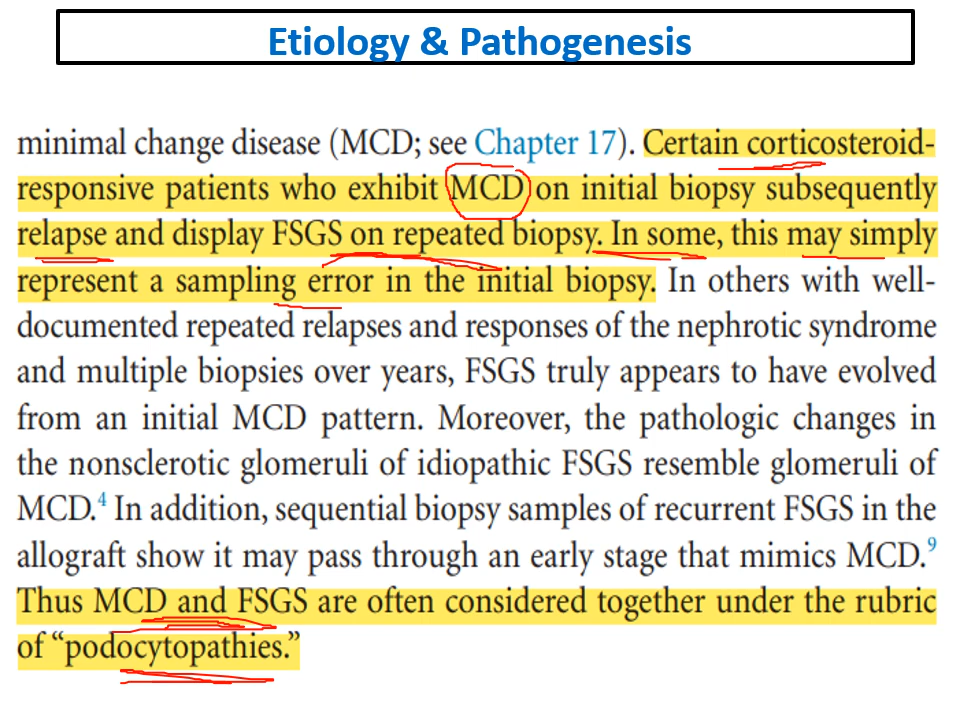 Etiology & Pathogenesis
minimal change disease (MCD; see Chapter 17). Certain corticosteroid-
responsive patients who exhibit MCD on initial biopsy subsequently
relapse and display FSGS on repeated biopsy. In some, this may simply
represent a sampling error in the initial biopsy. In others with well-
documented repeated relapses and responses of the nephrotic syndrome
and multiple biopsies over years, FSGS truly appears to have evolved
from an initial MCD pattern. Moreover, the pathologic changes in
the nonsclerotic glomeruli of idiopathic FSGS resemble glomeruli of
MCD.4 In addition, sequential biopsy samples of recurrent FSGS in the
allograft show it may pass through an early stage that mimics MCD.9
Thus MCD and FSGS are often considered together under the rubric
of “podocytopathies.”